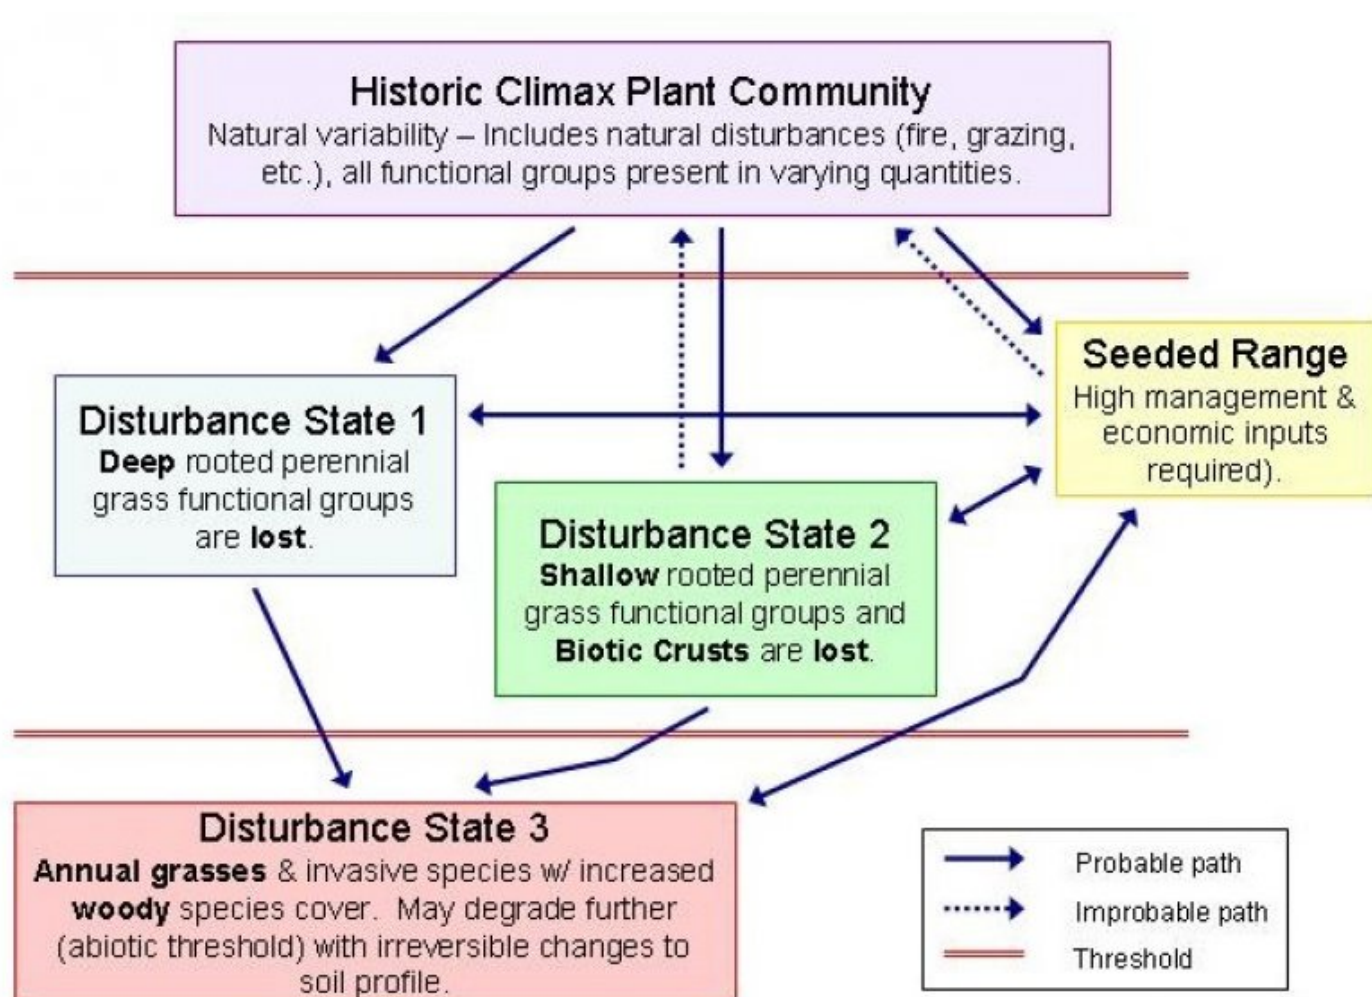 Historic Climax Plant Community
Natural variability – Includes natural disturbances (fire, grazing,
etc.), all functional groups present in varying quantities.
Seeded Range
High management &
economic inputs
required).
Disturbance State 1
Deep rooted perennial
grass functional groups
are lost.
Disturbance State 2
Shallow rooted perennial
grass functional groups and
Biotic Crusts are lost.
Disturbance State 3
Annual grasses & invasive species w/ increased
woody species cover. May degrade further
(abiotic threshold) with irreversible changes to
soil profile.
Probable path
Improbable path
Threshold